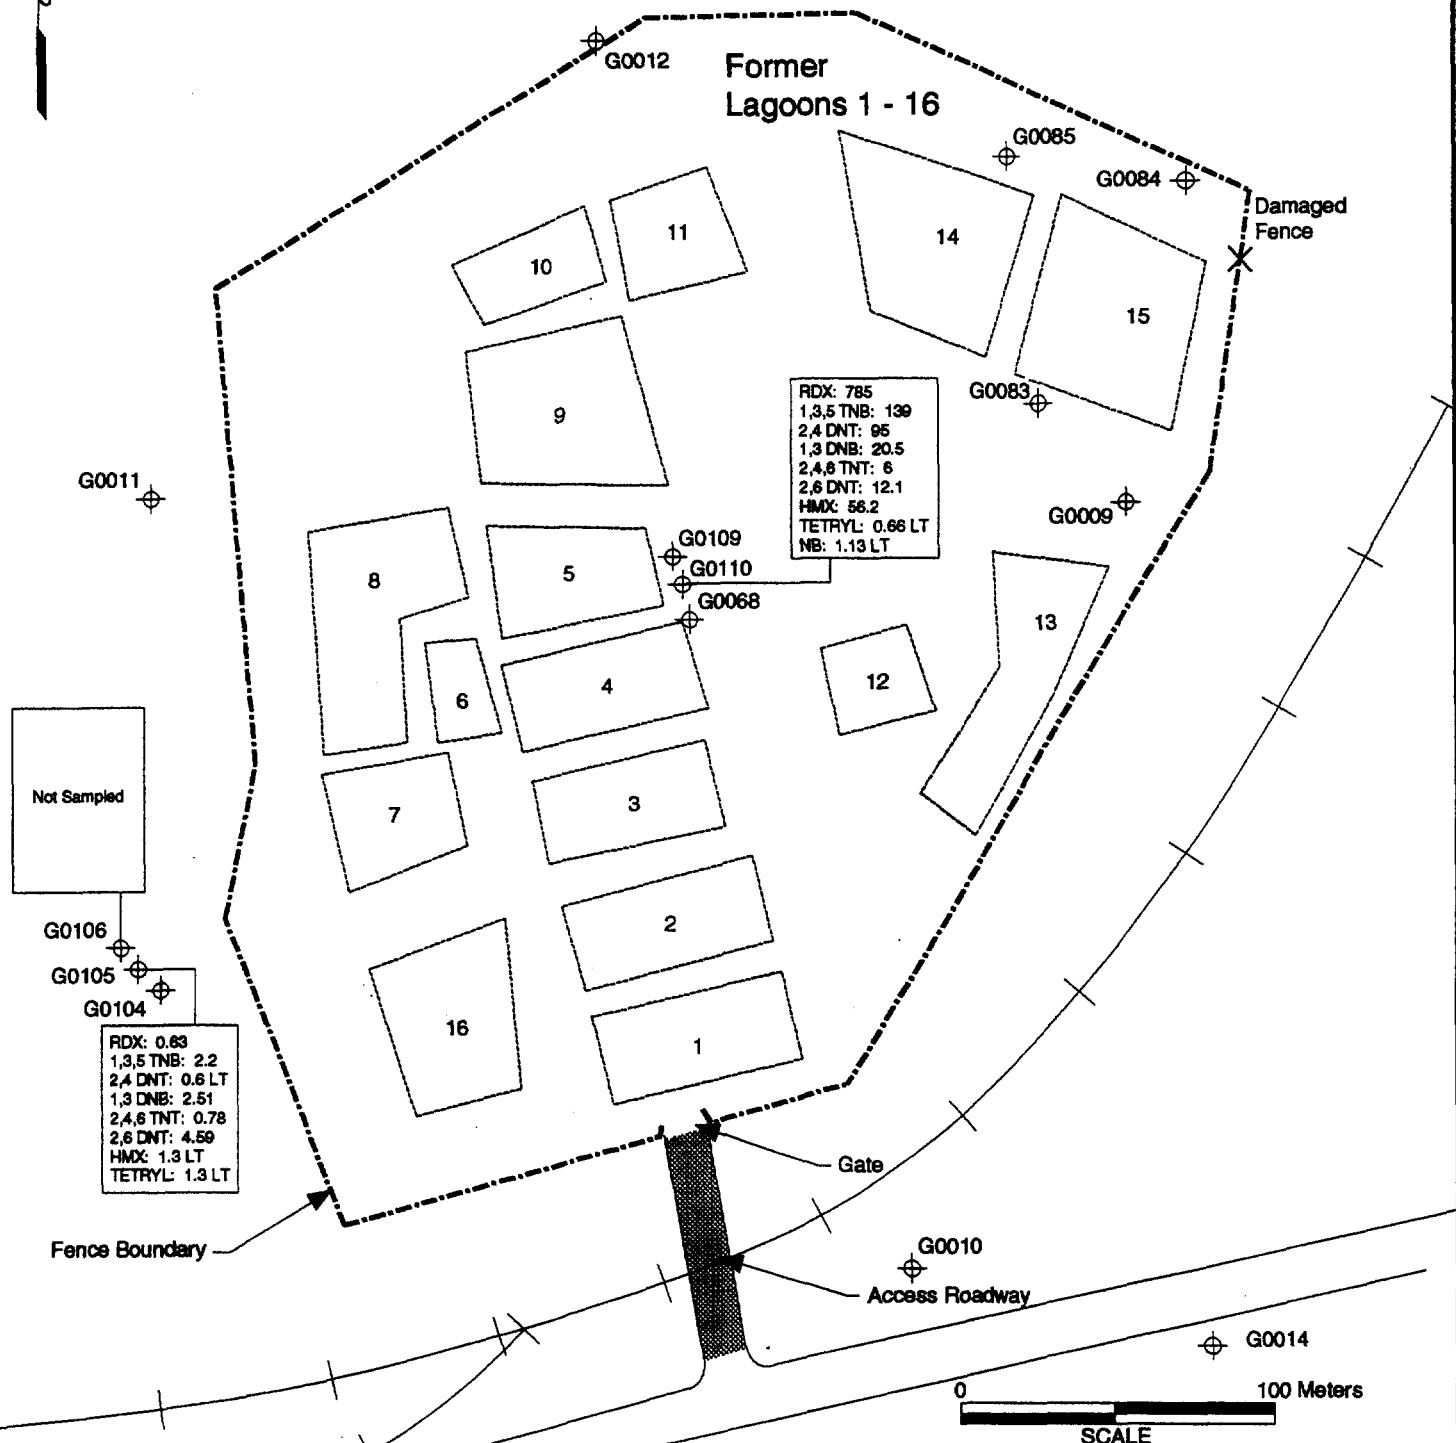 G0012
Former
Lagoons 1 - 16
G0085
G0084
Damaged
Fence
11
14
10
15
RDX: 785
1,3,5 TNB: 139
2,4 DNT: 95
1,3 DNB: 20.5
2,4,6 TNT: 6
2,6 DNT: 12.1
HMX: 56.2
TETRYL: 0.66 LT
NB: 1.13 LT
G0083
9
G0011
G0009
G0109
8
5
G0110
G0068
13
6
4
12
Not Sampled
7
3
2
G0106
G0105
G0104
16
1
RDX: 0.63
1,3,5 TNB: 2.2
2,4 DNT: 0.6 LT
1,3 DNB: 2.51
2,4,6 TNT: 0.78
2,6 DNT: 4.59
HMX: 1.3 LT
TETRYL: 1.3 LT
Gate
Fence Boundary
G0010
Access Roadway
G0014
0 100 Meters
SCALE